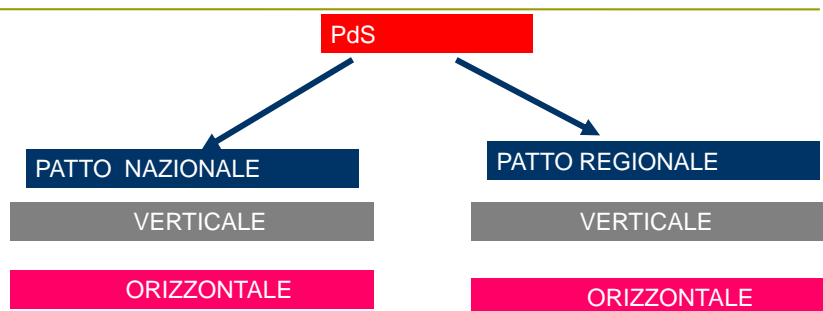 PdS
PATTO NAZIONALE
PATTO REGIONALE
VERTICALE
VERTICALE
ORIZZONTALE
ORIZZONTALE